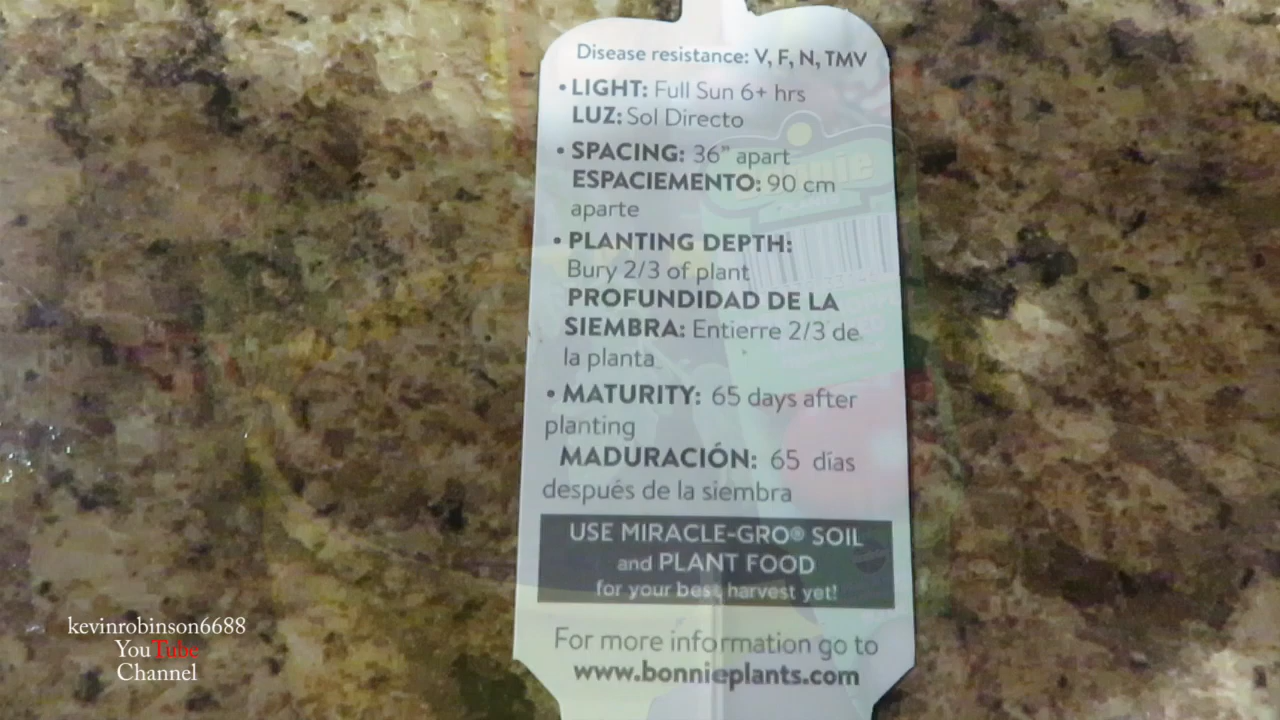 Disease resistance: V, F, N, TMV
• LIGHT: Full Sun 6+ hrs
LUZ: Sol Directo
• SPACING: 36” apart
ESPACIEMENTO: 90 cm
aparte
• PLANTING DEPTH:
Bury 2/3 of plant
PROFUNDIDAD DE LA
SIEMBRA: Entierre 2/3 de
la planta
• MATURITY: 65 days after
planting
MADURACIÓN: 65 días
después de la siembra
USE MIRACLE-GRO® SOIL
and PLANT FOOD
for your best harvest yet!
For more information go to
www.bonnieplants.com
kevinrobinson6688
YouTube
Channel